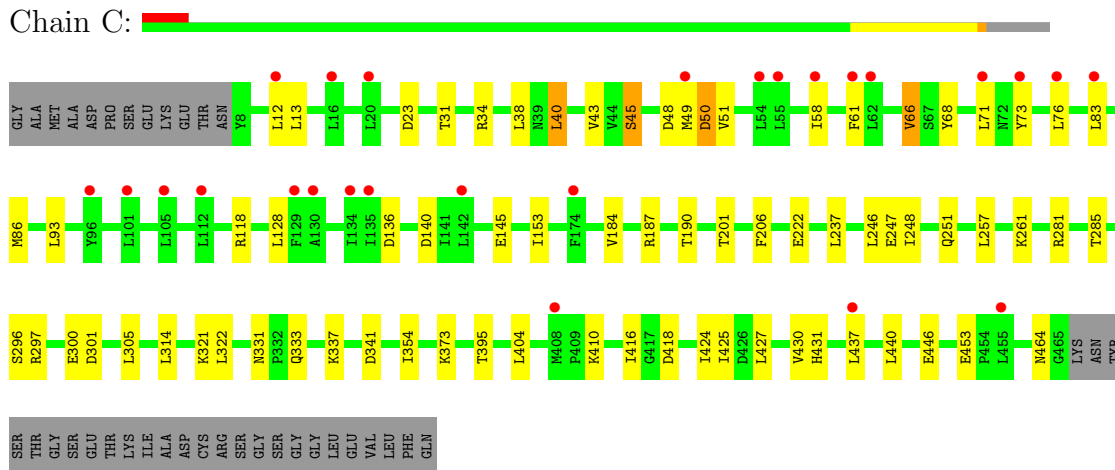 Chain C:
GLY ALA MET ALA ASP PRO SER GLU LYS GLU THR ASN Y8 L12 L13 L16 L20 D23 T31 R34 L38 N39 L40 V43 V44 S45 D48 M49 D50 V51 L54 L55 I58 F61 L62 V66 S67 Y68 L71 N72 Y73 L76 L83
M86 L93 Y96 L101 L105 L112 R118 L128 F129 A130 I134 I135 D136 D140 I141 L142 E145 I153 F174 V184 R187 T190 T201 F206 E222 L237 L246 E247 I248 Q251 L257 K261 R281 T285
S296 R297 E300 D301 L305 L314 K321 L322 N331 P332 Q333 K337 D341 I354 K373 T395 L404 M408 P409 K410 I416 G417 D418 I424 I425 D426 L427 V430 H431 L437 L440 E446 E453 P454 L455 N464 G465 LYS ASN TYR
SER THR GLY SER GLU THR LYS ILE ALA ASP CYS ARG SER GLY SER GLY GLY LEU GLU VAL LEU PHE GLN